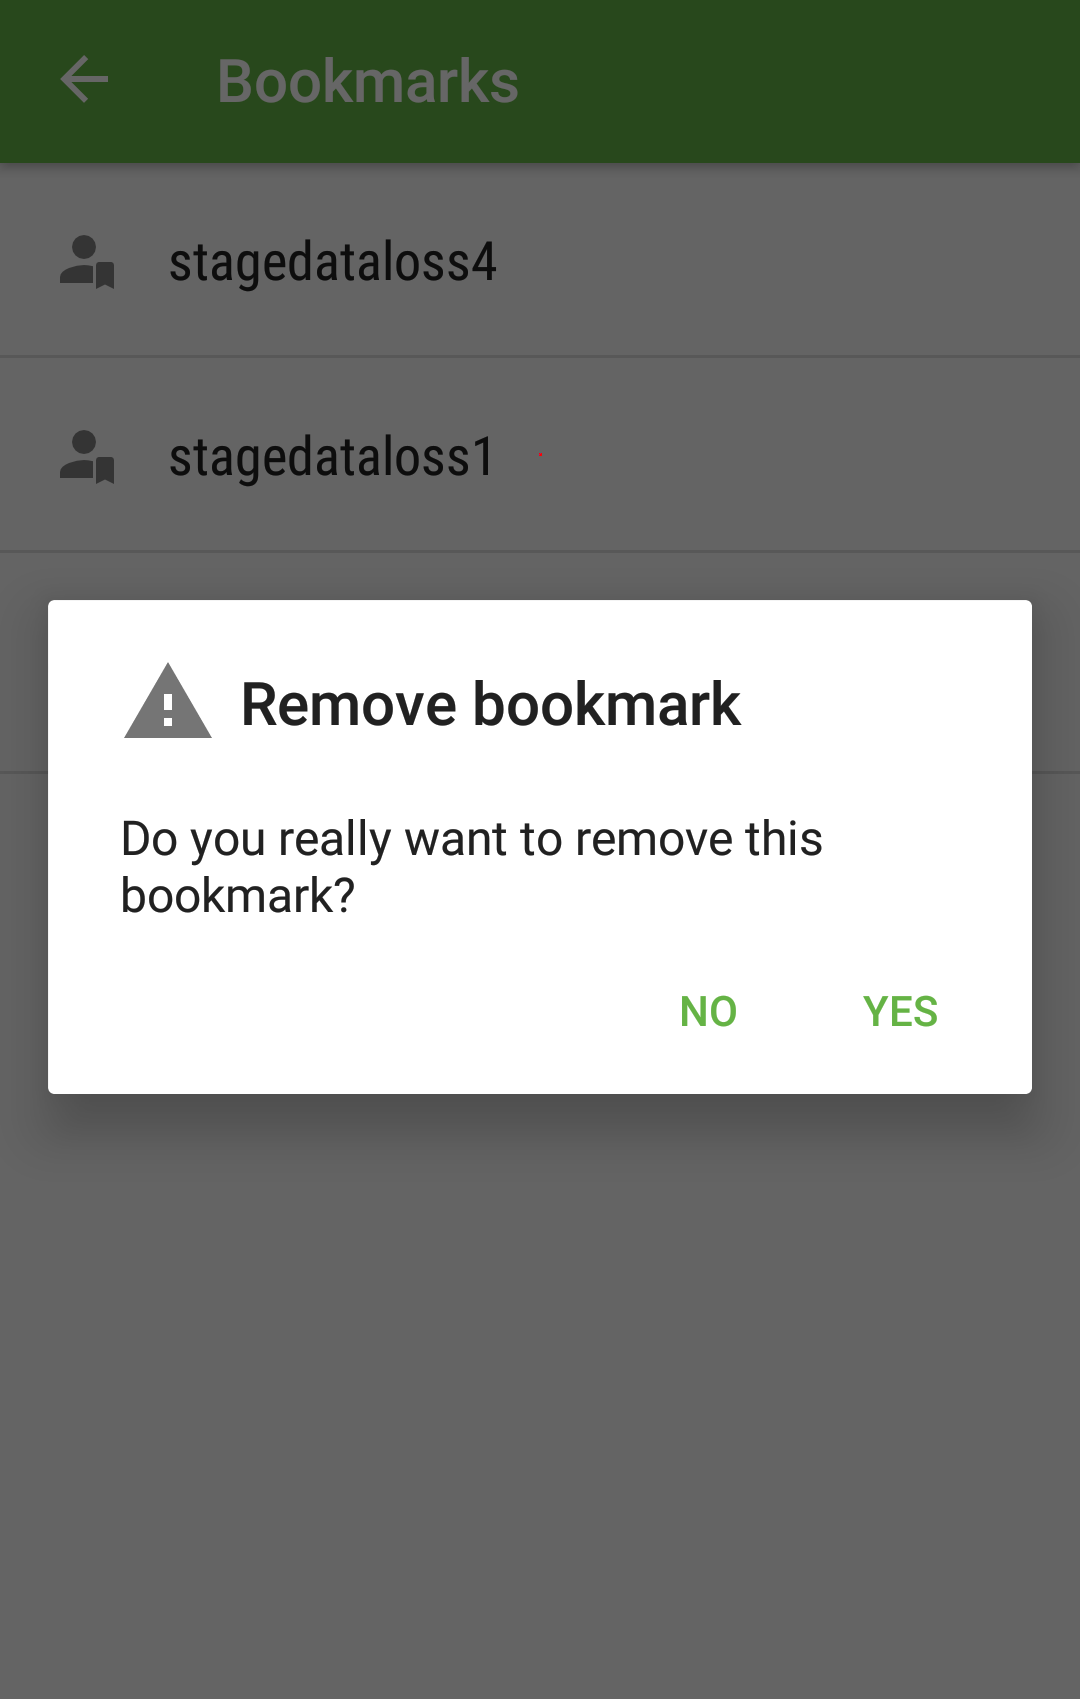 Bookmarks
stagedataloss4
stagedataloss1
Remove bookmark
Do you really want to remove this
bookmark?
NO YES